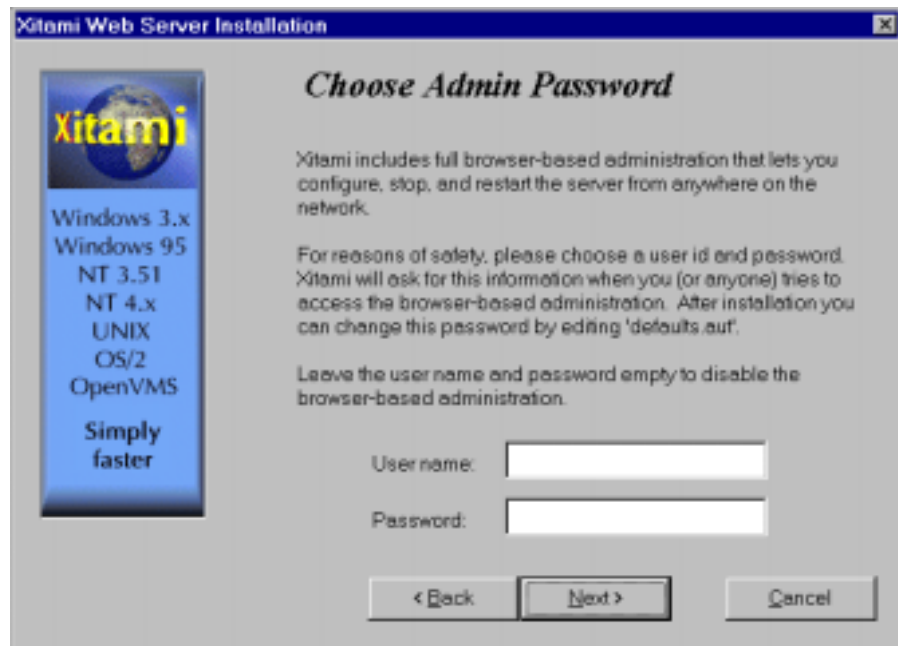 Xitami Web Server Installation
Xitami
Windows 3.x
Windows 95
NT 3.51
NT 4.x
UNIX
OS/2
OpenVMS
Simply
faster
Choose Admin Password
Xitami includes full browser-based administration that lets you
configure, stop, and restart the server from anywhere on the
network.
For reasons of safety, please choose a user id and password.
Xitami will ask for this information when you (or anyone) tries to
access the browser-based administration. After installation you
can change this password by editing 'defaults.aut'.
Leave the user name and password empty to disable the
browser-based administration.
User name:
Password:
< Back
Next >
Cancel